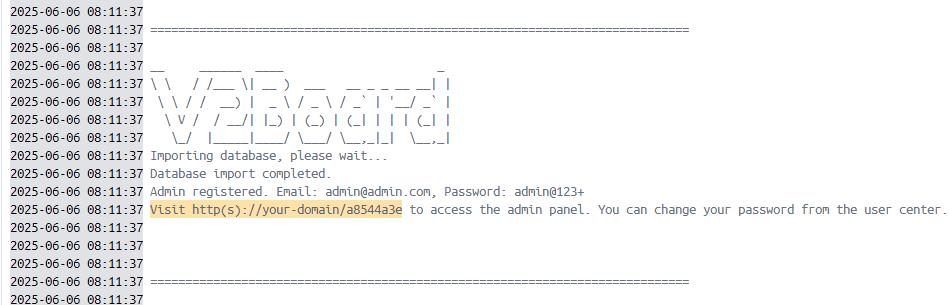 2025-06-06 08:11:37
2025-06-06 08:11:37 =============================================================================
2025-06-06 08:11:37
2025-06-06 08:11:37 __     ______  ____                      _
2025-06-06 08:11:37 \ \   / /___ \| __ )  ___   __ _ _ __ __| |
2025-06-06 08:11:37  \ \ / /  __) |  _ \ / _ \ / _` | '__/ _` |
2025-06-06 08:11:37   \ V /  / __/| |_) | (_) | (_| | | | (_| |
2025-06-06 08:11:37    \_/  |_____|____/ \___/ \__,_|_|  \__,_|
2025-06-06 08:11:37 Importing database, please wait...
2025-06-06 08:11:37 Database import completed.
2025-06-06 08:11:37 Admin registered. Email: admin@admin.com, Password: admin@123+
2025-06-06 08:11:37 Visit http(s)://your-domain/a8544a3e to access the admin panel. You can change your password from the user center.
2025-06-06 08:11:37
2025-06-06 08:11:37
2025-06-06 08:11:37
2025-06-06 08:11:37 =============================================================================
2025-06-06 08:11:37